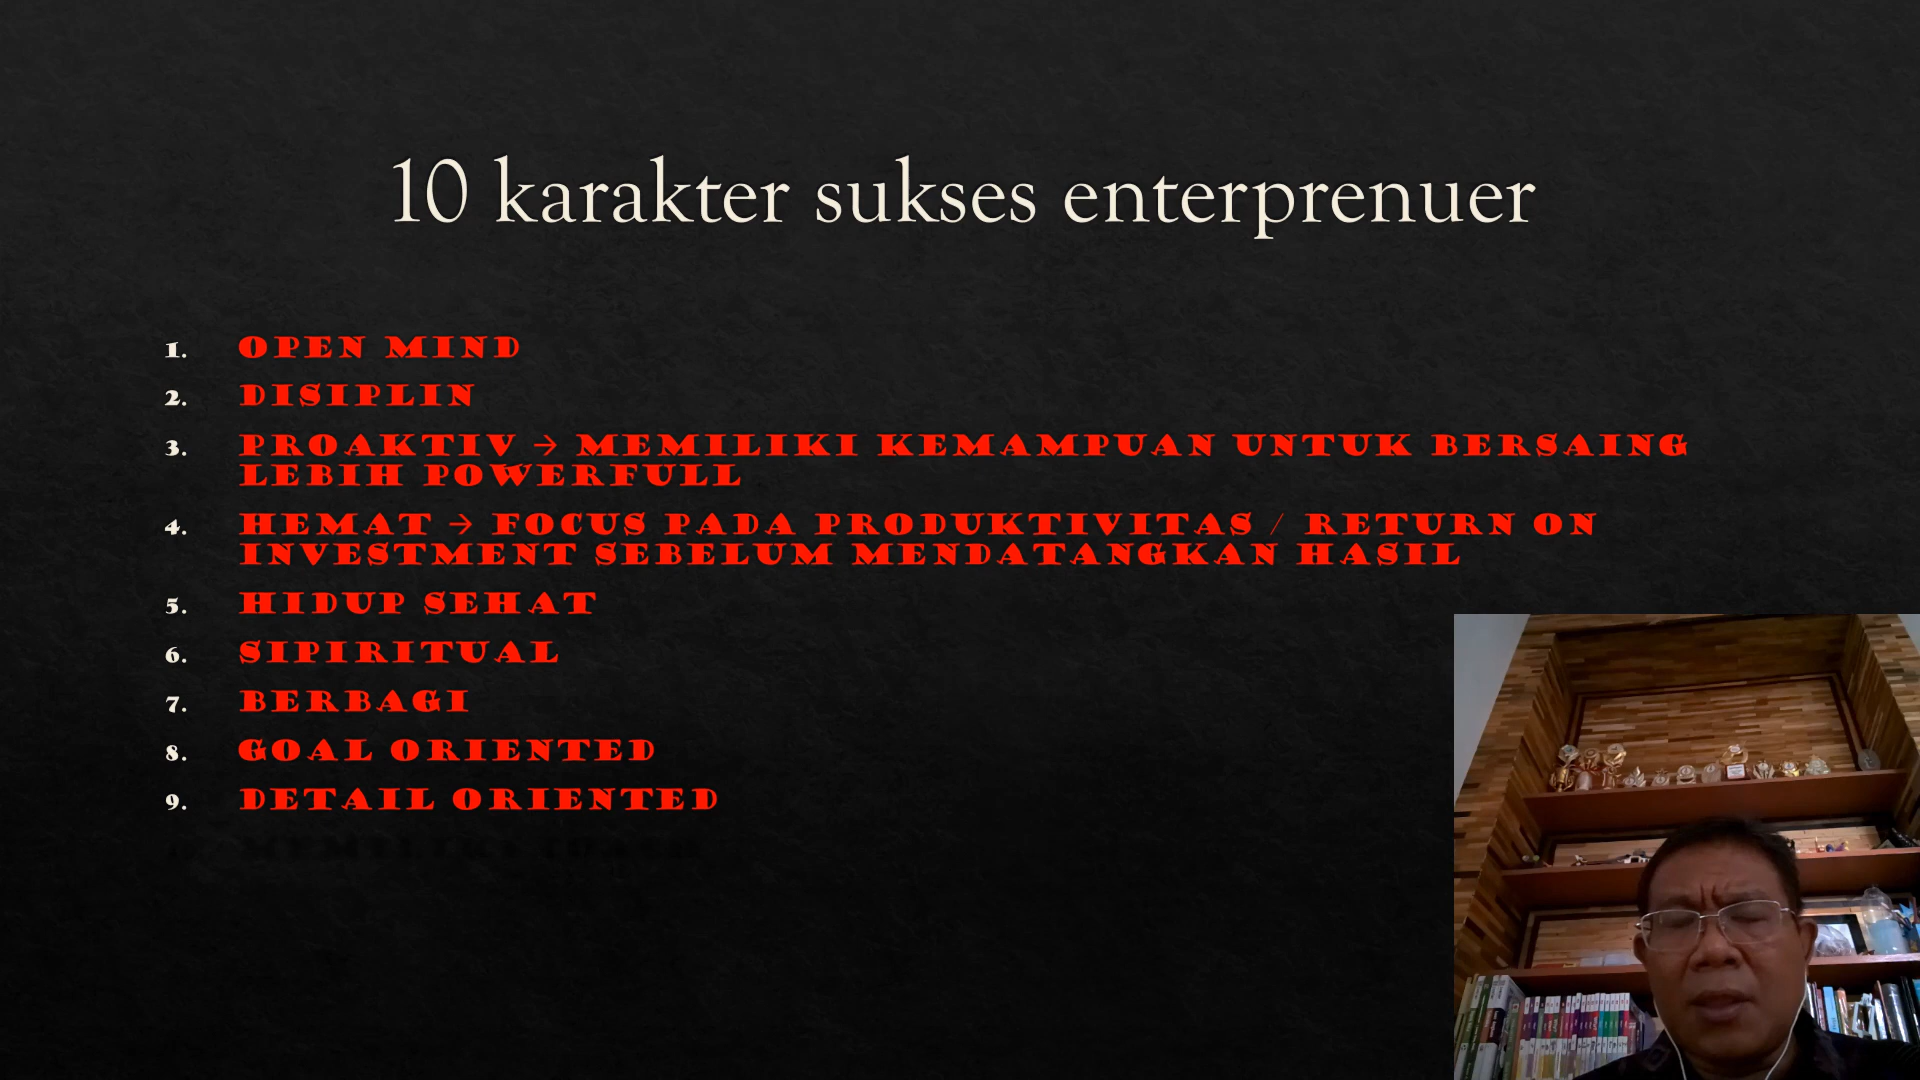 10 karakter sukses enterprenuer
1. OPEN MIND
2. DISIPLIN
3. PROAKTIV → MEMILIKI KEMAMPUAN UNTUK BERSAING
LEBIH POWERFULL
4. HEMAT → FOCUS PADA PRODUKTIVITAS / RETURN ON
INVESTMENT SEBELUM MENDATANGKAN HASIL
5. HIDUP SEHAT
6. SIPIRITUAL
7. BERBAGI
8. GOAL ORIENTED
9. DETAIL ORIENTED
MEMILIKI